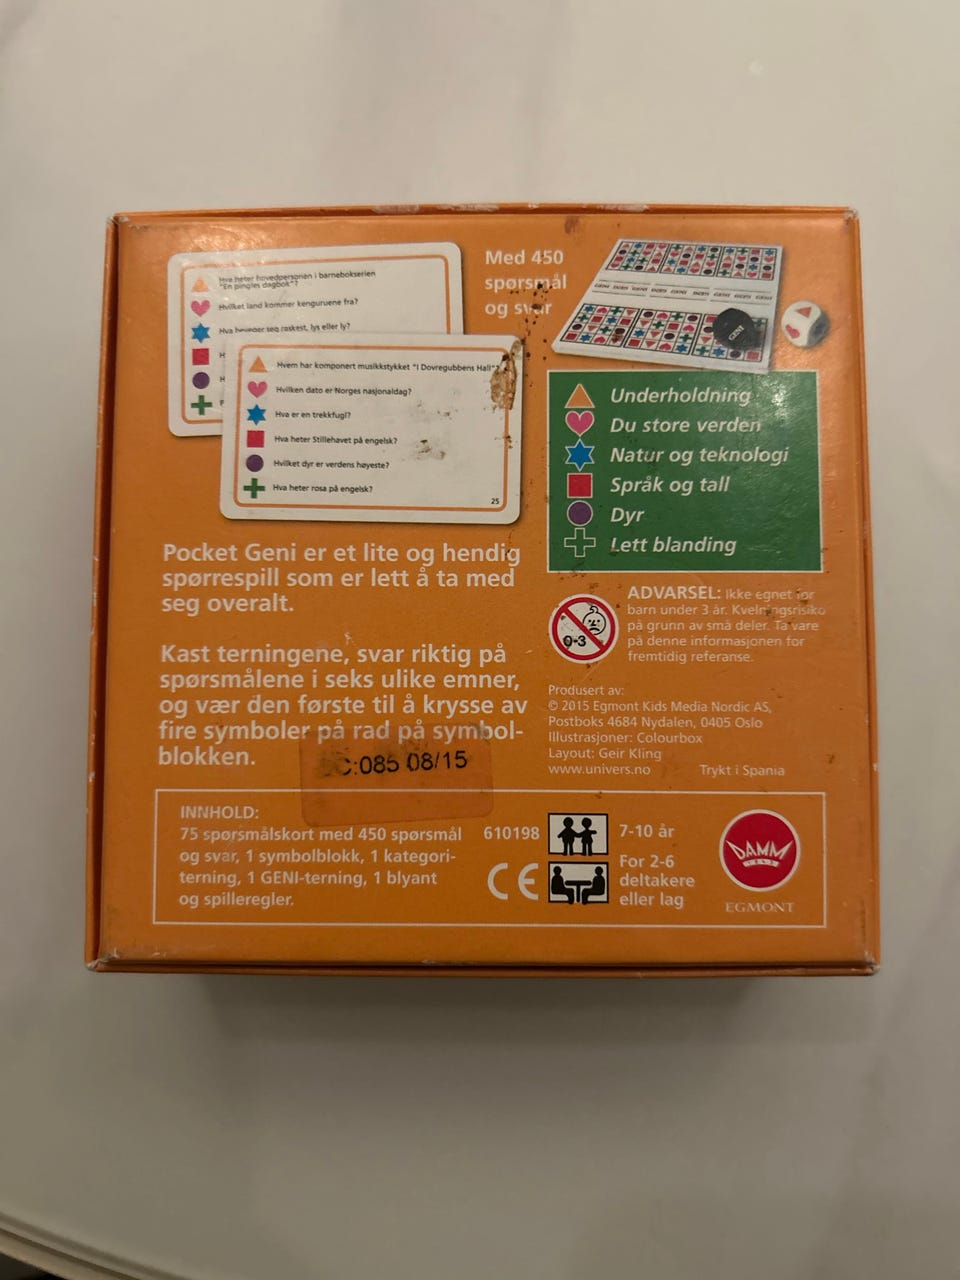 Hva heter hovedpersonen i barnebokserien
"En pingles dagbok"?
Hvilket land kommer kenguruene fra?
Hva beveger seg raskest, lys eller ly?
H
H
F
Hvem har komponert musikkstykket "I Dovregubbens Hall"?
Hvilken dato er Norges nasjonaldag?
Hva er en trekkfugl?
Hva heter Stillehavet på engelsk?
Hvilket dyr er verdens høyeste?
Hva heter rosa på engelsk?
25
Med 450
spørsmål
og svar
GENI
Underholdning
Du store verden
Natur og teknologi
Språk og tall
Dyr
Lett blanding
Pocket Geni er et lite og hendig
spørrespill som er lett å ta med
seg overalt.
Kast terningene, svar riktig på
spørsmålene i seks ulike emner,
og vær den første til å krysse av
fire symboler på rad på symbol-
blokken.
:085 08/15
0-3
ADVARSEL: Ikke egnet for
barn under 3 år. Kvelningsrisiko
på grunn av små deler. Ta vare
på denne informasjonen for
fremtidig referanse.
Produsert av:
© 2015 Egmont Kids Media Nordic AS,
Postboks 4684 Nydalen, 0405 Oslo
Illustrasjoner: Colourbox
Layout: Geir Kling
www.univers.no Trykt i Spania
INNHOLD:
75 spørsmålskort med 450 spørsmål
og svar, 1 symbolblokk, 1 kategori-
terning, 1 GENI-terning, 1 blyant
og spilleregler.
610198
CE
7-10 år
For 2-6
deltakere
eller lag
DAMM
1843
EGMONT